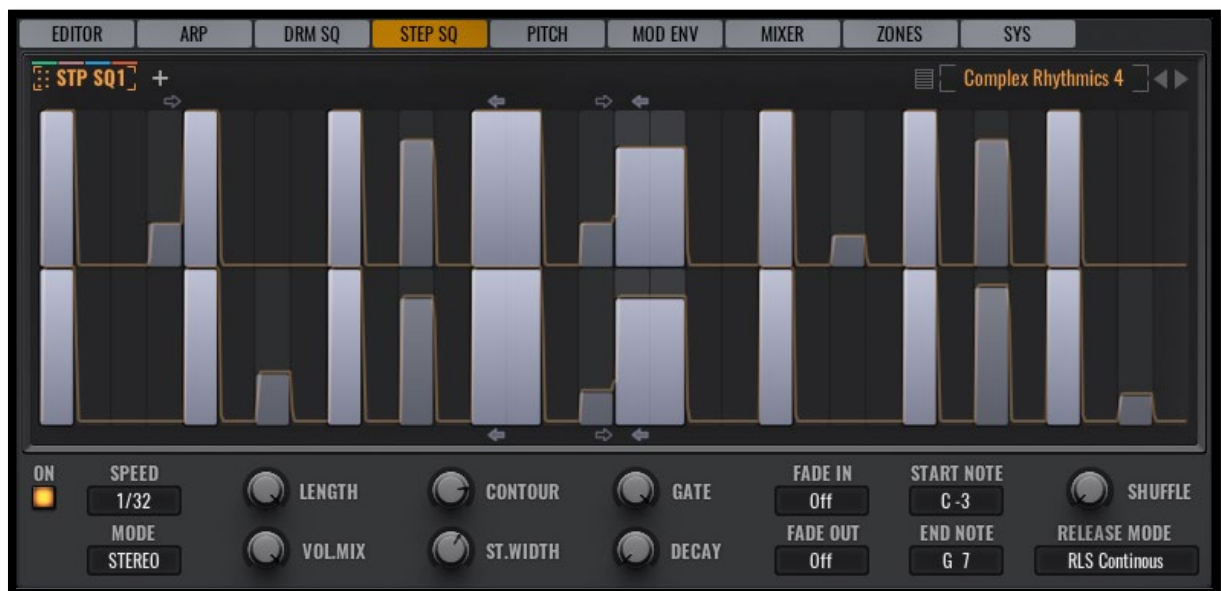 EDITOR ARP DRM SQ STEP SQ PITCH MOD ENV MIXER ZONES SYS
STP SQ1 + Complex Rhythmics 4
ON SPEED LENGTH CONTOUR GATE FADE IN START NOTE SHUFFLE
1/32 Off C -3
MODE VOL.MIX ST.WIDTH DECAY FADE OUT END NOTE RELEASE MODE
STEREO Off G 7 RLS Continous